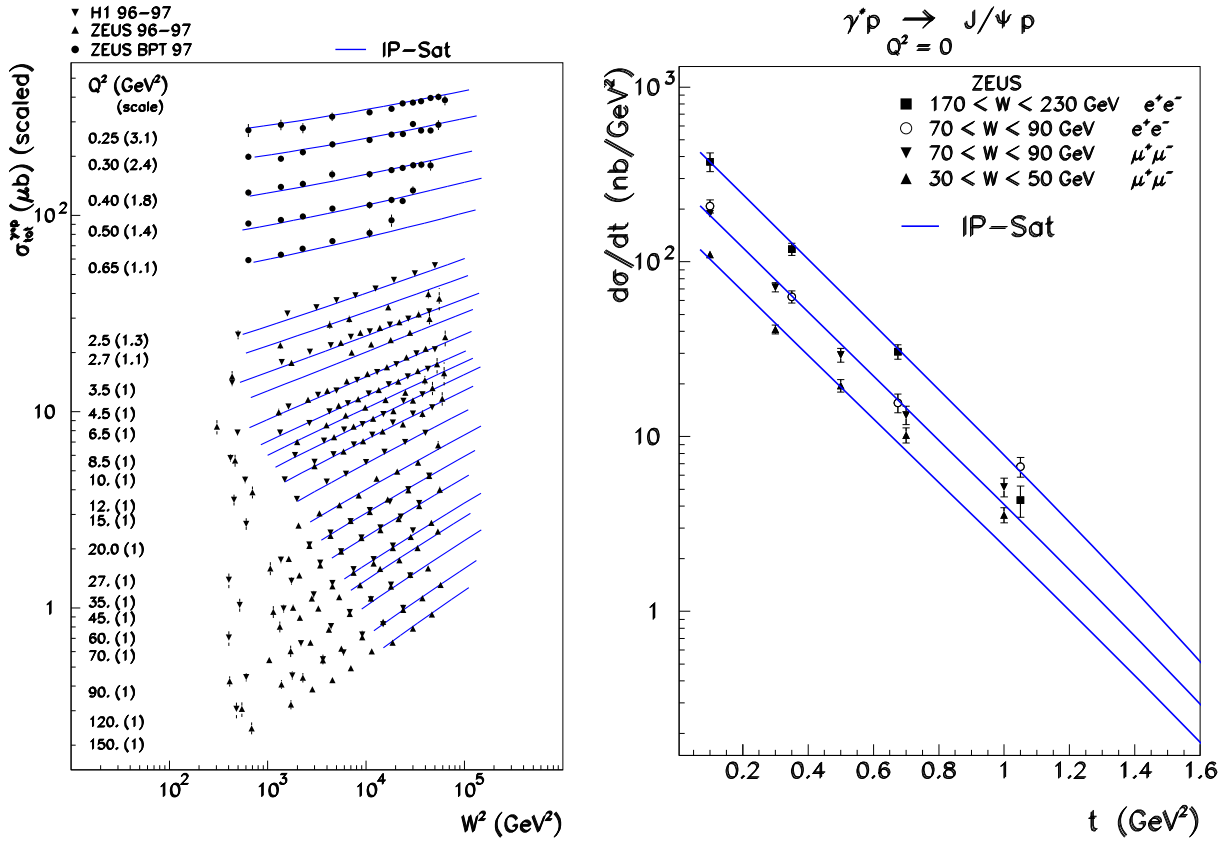 ▼ H1 96-97
▲ ZEUS 96-97
● ZEUS BPT 97
IP-Sat
σ_tot^γ*p (μb) (scaled)
Q² (GeV²)
(scale)
0.25 (3.1)
0.30 (2.4)
0.40 (1.8)
0.50 (1.4)
0.65 (1.1)
2.5 (1.3)
2.7 (1.1)
3.5 (1)
4.5 (1)
6.5 (1)
8.5 (1)
10. (1)
12. (1)
15. (1)
20.0 (1)
27. (1)
35. (1)
45. (1)
60. (1)
70. (1)
90. (1)
120. (1)
150. (1)
10²
10
1
10² 10³ 10⁴ 10⁵
W² (GeV²)
γ*p → J/ψ p
Q² = 0
dσ/dt (nb/GeV²)
ZEUS
■ 170 < W < 230 GeV e⁺e⁻
○ 70 < W < 90 GeV e⁺e⁻
▼ 70 < W < 90 GeV μ⁺μ⁻
▲ 30 < W < 50 GeV μ⁺μ⁻
IP-Sat
10³
10²
10
1
0.2 0.4 0.6 0.8 1 1.2 1.4 1.6
t (GeV²)